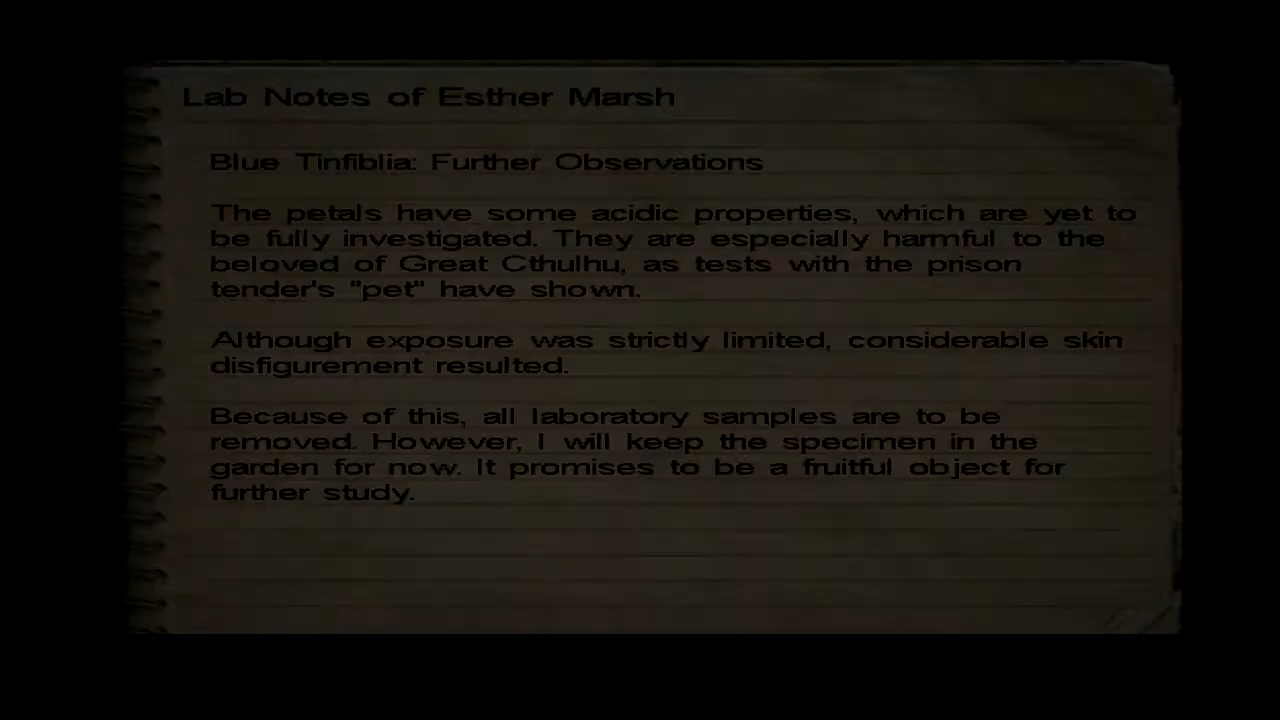 Lab Notes of Esther Marsh
Blue Tinfiblia: Further Observations
The petals have some acidic properties, which are yet to
be fully investigated. They are especially harmful to the
beloved of Great Cthulhu, as tests with the prison
tender's "pet" have shown.
Although exposure was strictly limited, considerable skin
disfigurement resulted.
Because of this, all laboratory samples are to be
removed. However, I will keep the specimen in the
garden for now. It promises to be a fruitful object for
further study.